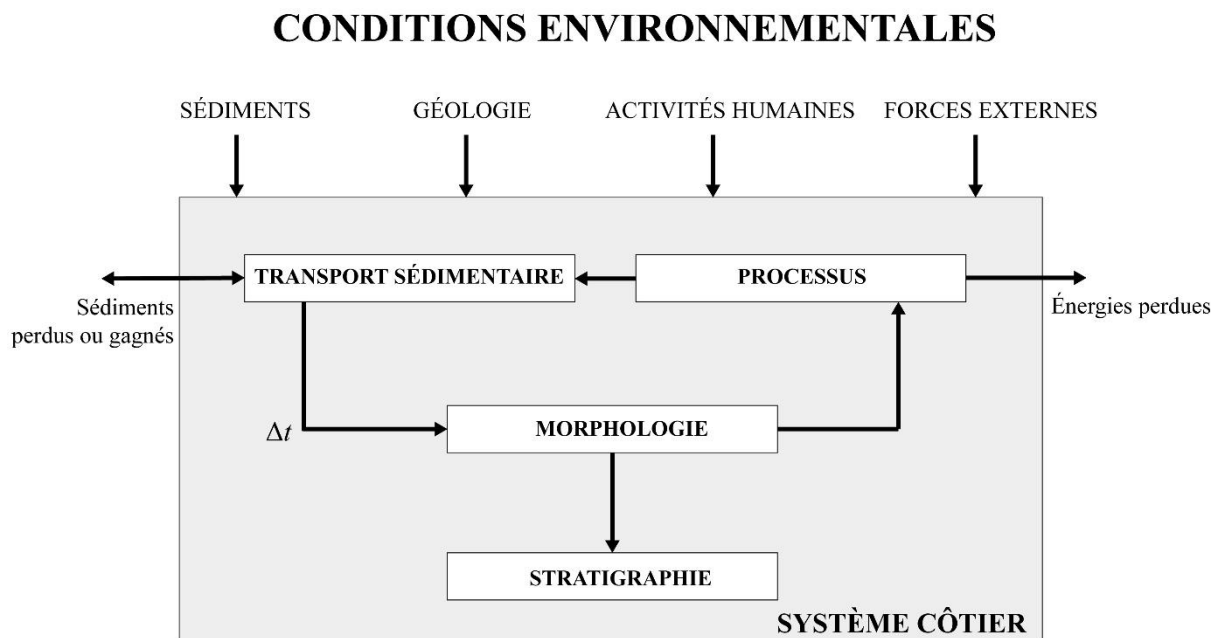 CONDITIONS ENVIRONNEMENTALES
SÉDIMENTS
GÉOLOGIE
ACTIVITÉS HUMAINES
FORCES EXTERNES
TRANSPORT SÉDIMENTAIRE
PROCESSUS
Sédiments
perdus ou gagnés
Énergies perdues
Δt
MORPHOLOGIE
STRATIGRAPHIE
SYSTÈME CÔTIER